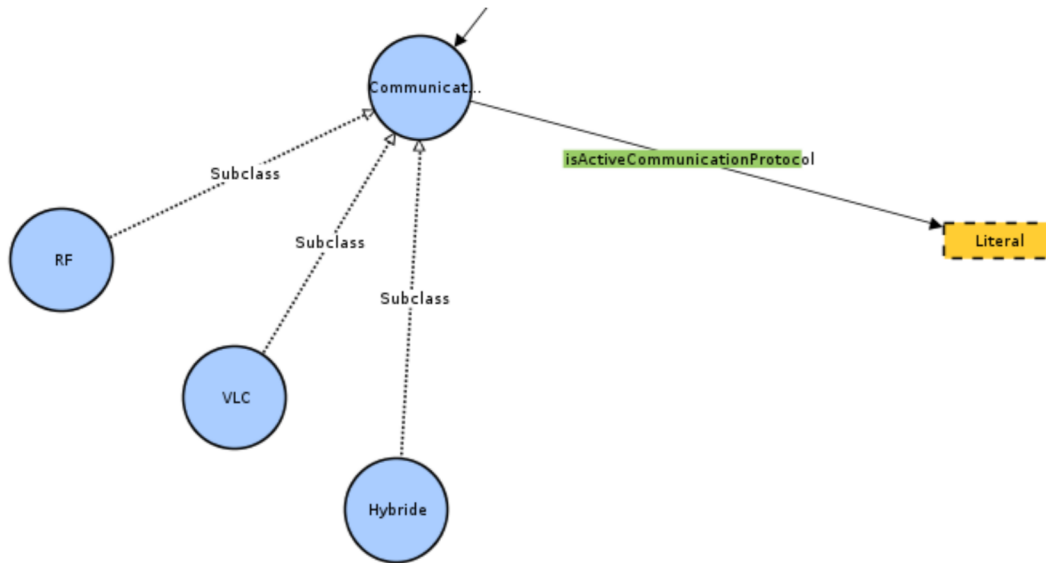 Communicat...
isActiveCommunicationProtocol
Subclass
Literal
Subclass
RF
Subclass
VLC
Hybride